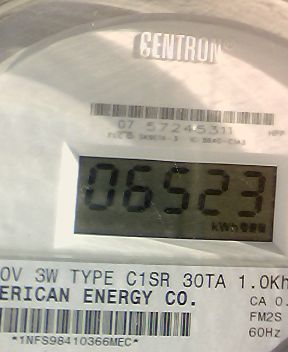 CENTRON®
07 57245311
06523
kWh
0V 3W TYPE C1SR 30TA 1.0Kh
ERICAN ENERGY CO.
CA 0.
FM2S
60Hz
*1NFS98410366MEC*